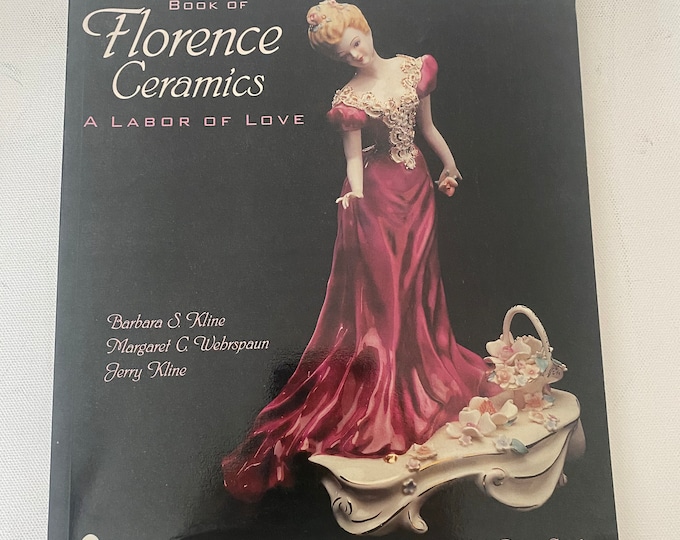 BOOK OF
Florence
Ceramics
A LABOR OF LOVE
Barbara S. Kline
Margaret C. Wehrspaun
Jerry Kline